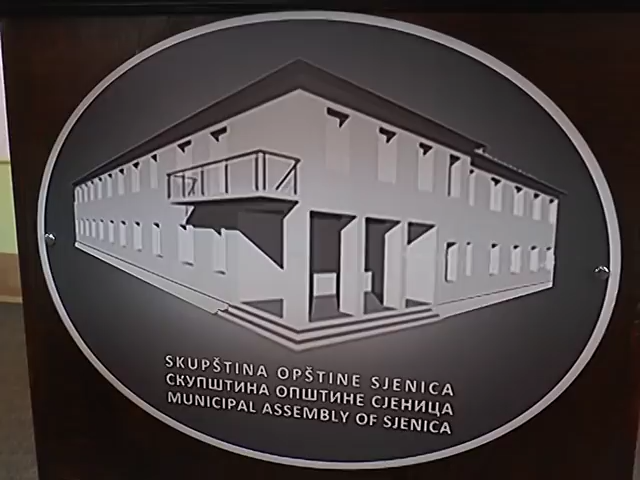 SKUPŠTINA OPŠTINE SJENICA
СКУПШТИНА ОПШТИНЕ СЈЕНИЦА
MUNICIPAL ASSEMBLY OF SJENICA